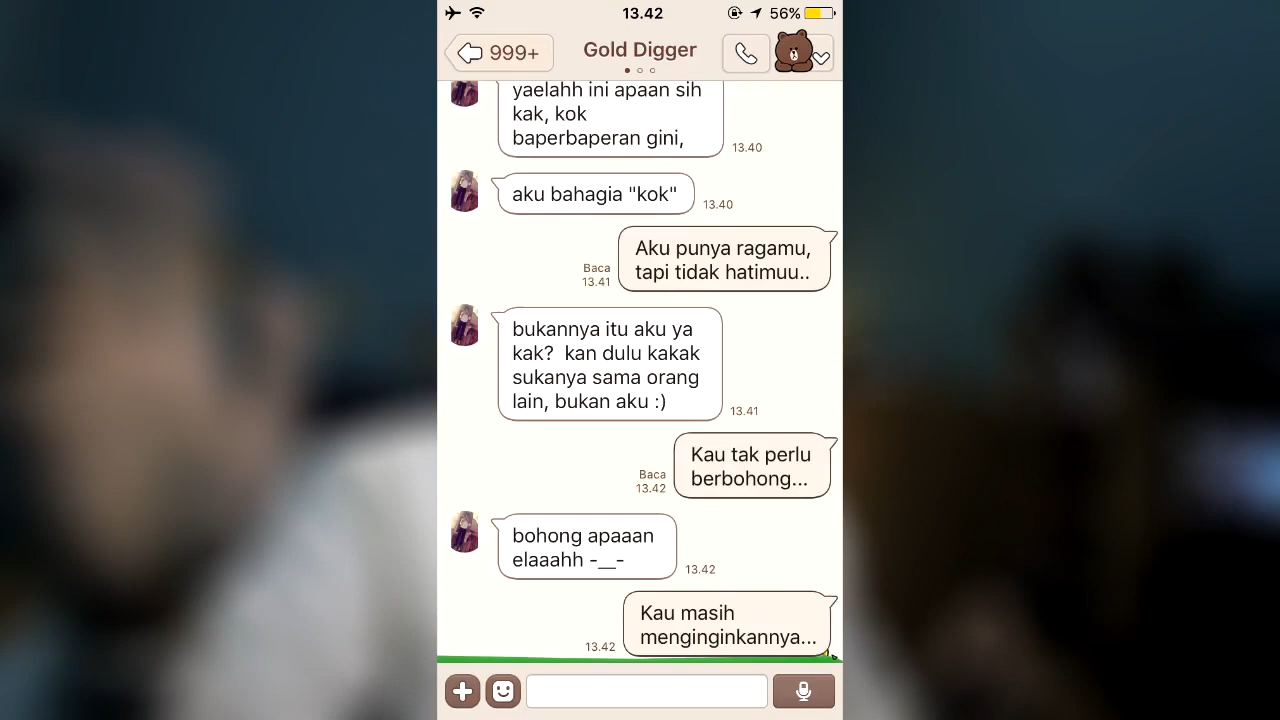 13.42
56%
999+
Gold Digger
yaelahh ini apaan sih
kak, kok
baperbaperan gini,
13.40
aku bahagia "kok"
13.40
Aku punya ragamu,
tapi tidak hatimuu..
Baca
13.41
bukannya itu aku ya
kak?  kan dulu kakak
sukanya sama orang
lain, bukan aku :)
13.41
Kau tak perlu
berbohong...
Baca
13.42
bohong apaaan
elaaahh -__-
13.42
Kau masih
menginginkannya...
13.42